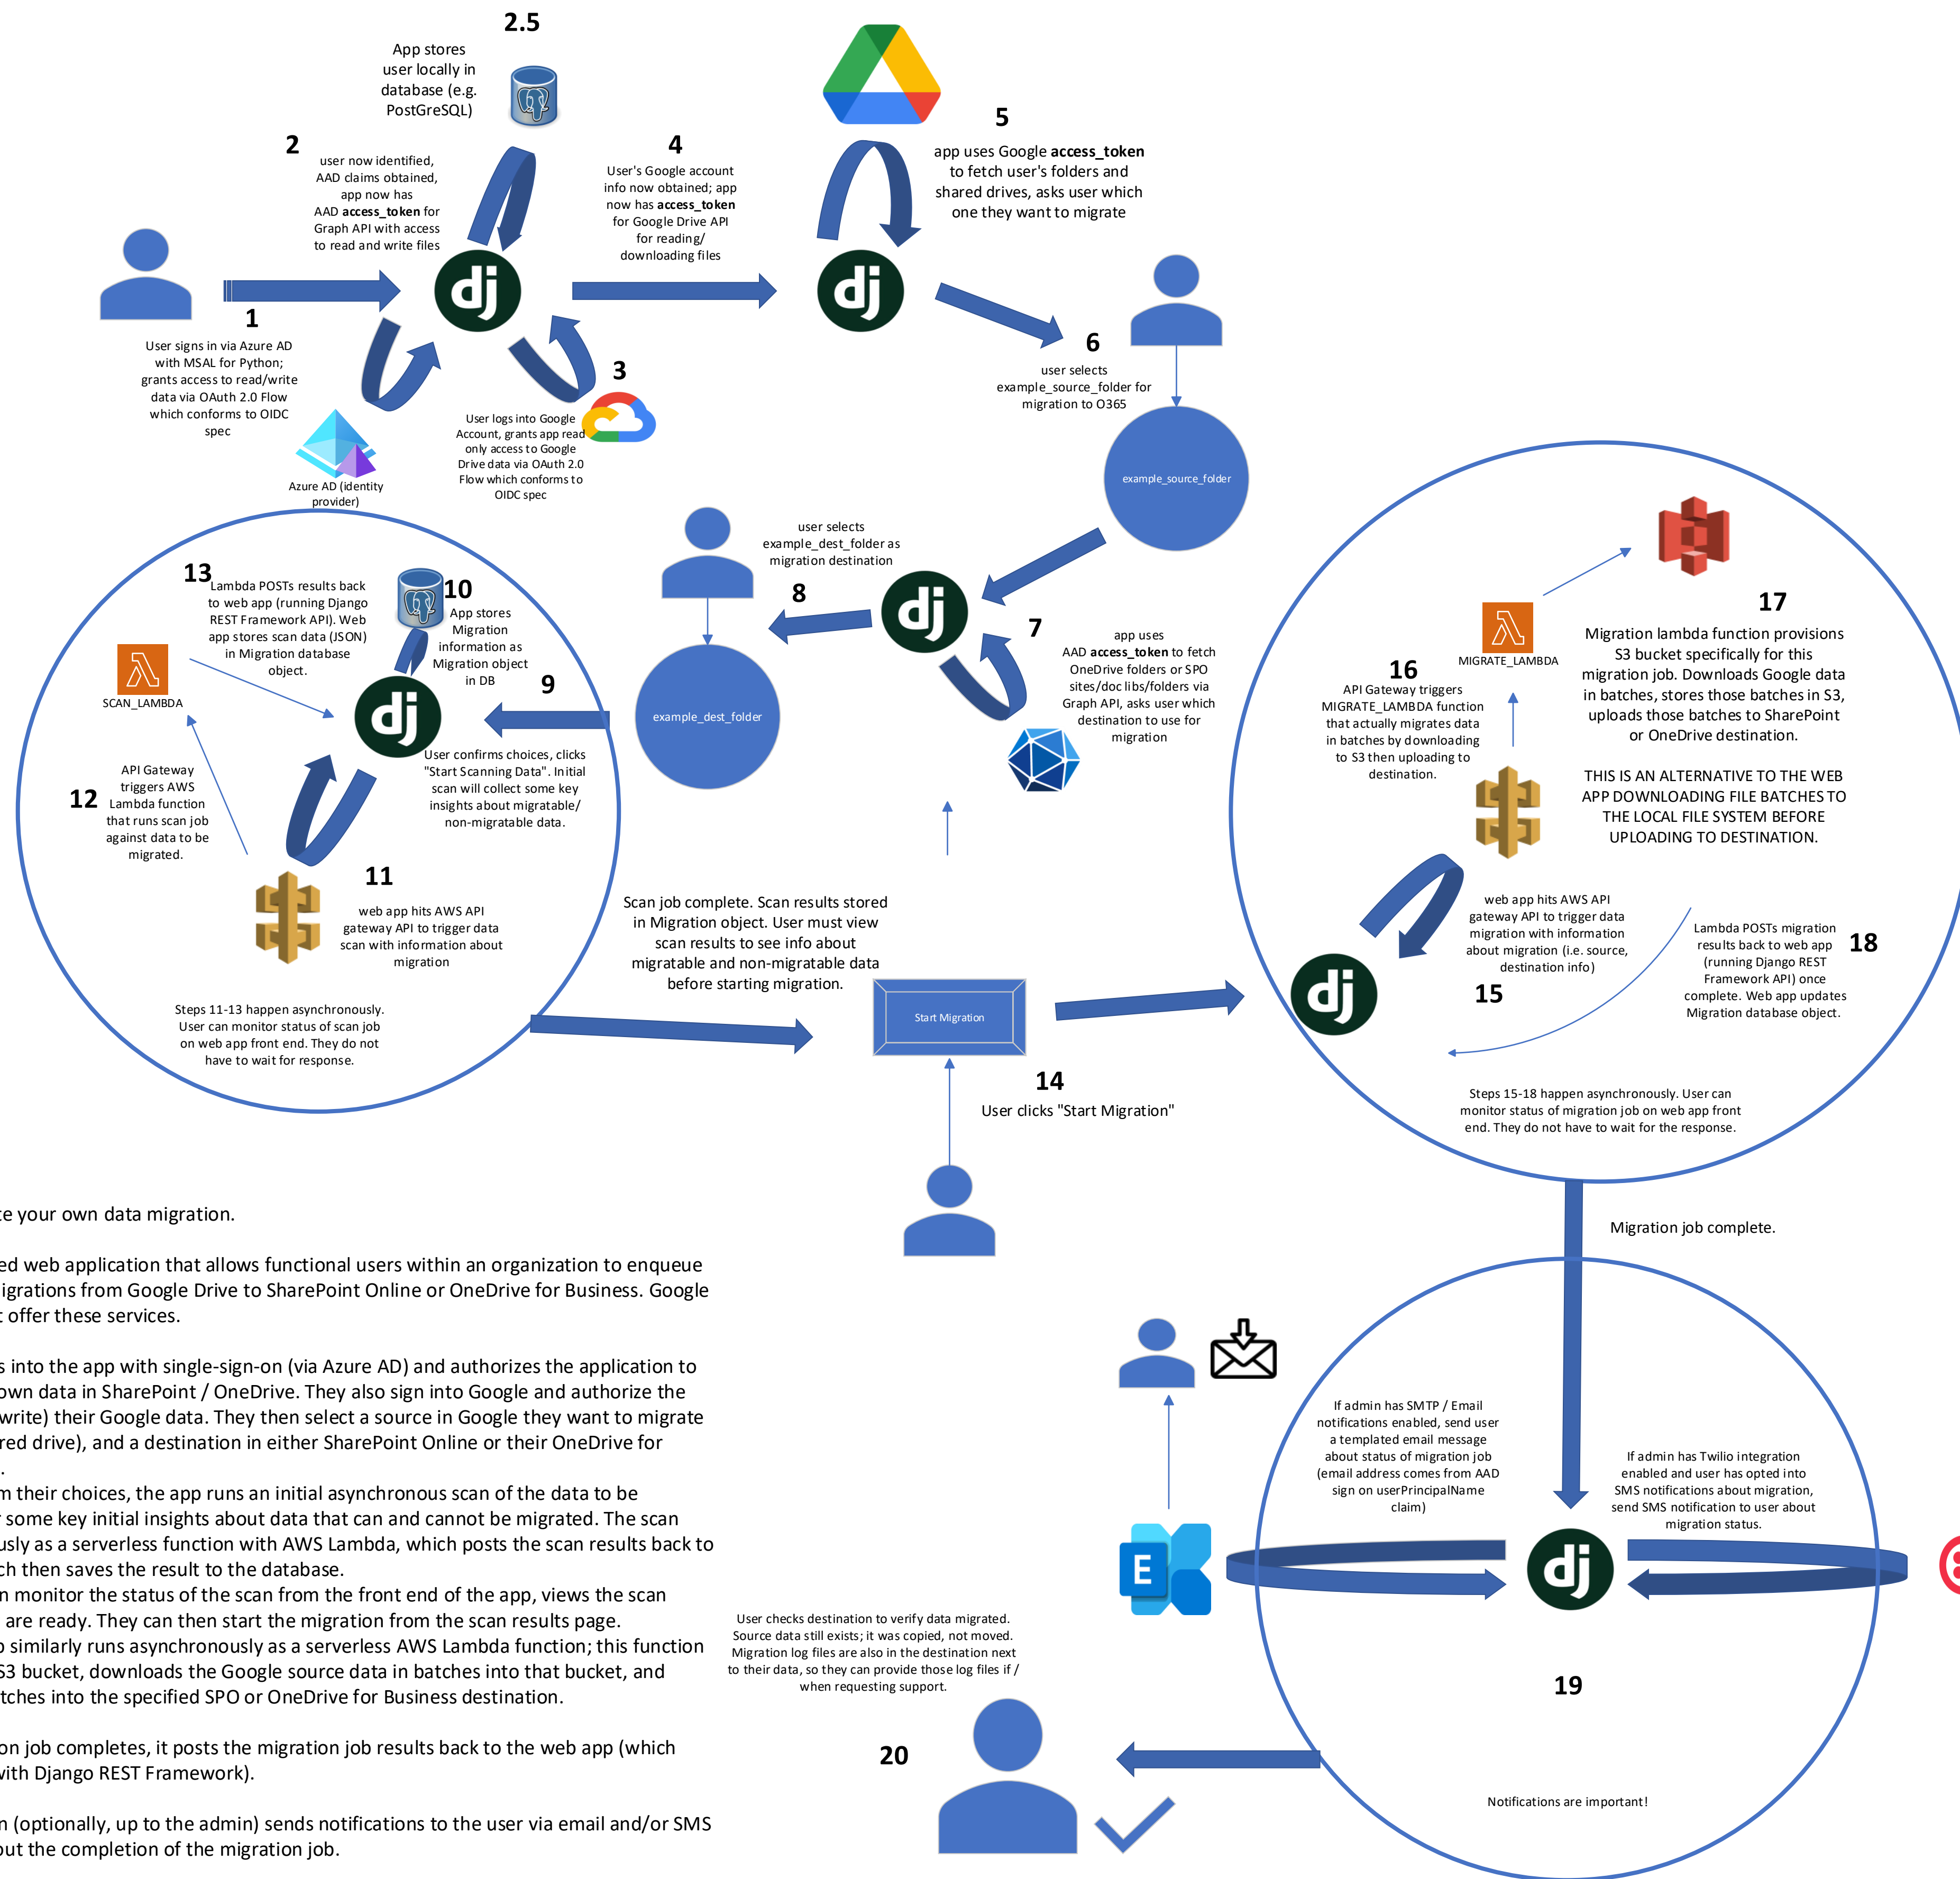 2.5
App stores
user locally in
database (e.g.
PostGreSQL)
2
user now identified,
AAD claims obtained,
app now has
AAD access_token for
Graph API with access
to read and write files
4
User's Google account
info now obtained; app
now has access_token
for Google Drive API
for reading/
downloading files
5
app uses Google access_token
to fetch user's folders and
shared drives, asks user which
one they want to migrate
dj
dj
1
User signs in via Azure AD
with MSAL for Python;
grants access to read/write
data via OAuth 2.0 Flow
which conforms to OIDC
spec
Azure AD (identity
provider)
3
User logs into Google
Account, grants app read
only access to Google
Drive data via OAuth 2.0
Flow which conforms to
OIDC spec
6
user selects
example_source_folder for
migration to O365
example_source_folder
7
app uses
AAD access_token to fetch
OneDrive folders or SPO
sites/doc libs/folders via
Graph API, asks user which
destination to use for
migration
dj
user selects
example_dest_folder as
migration destination
8
example_dest_folder
9
User confirms choices, clicks
"Start Scanning Data". Initial
scan will collect some key
insights about migratable/
non-migratable data.
10
App stores
Migration
information as
Migration object
in DB
dj
11
web app hits AWS API
gateway API to trigger data
scan with information about
migration
12
API Gateway
triggers AWS
Lambda function
that runs scan job
against data to be
migrated.
SCAN_LAMBDA
13
Lambda POSTs results back
to web app (running Django
REST Framework API). Web
app stores scan data (JSON)
in Migration database
object.
Steps 11-13 happen asynchronously.
User can monitor status of scan job
on web app front end. They do not
have to wait for response.
Scan job complete. Scan results stored
in Migration object. User must view
scan results to see info about
migratable and non-migratable data
before starting migration.
Start Migration
14
User clicks "Start Migration"
dj
web app hits AWS API
gateway API to trigger data
migration with information
about migration (i.e. source,
destination info)
15
16
API Gateway triggers
MIGRATE_LAMBDA function
that actually migrates data
in batches by downloading
to S3 then uploading to
destination.
MIGRATE_LAMBDA
17
Migration lambda function provisions
S3 bucket specifically for this
migration job. Downloads Google data
in batches, stores those batches in S3,
uploads those batches to SharePoint
or OneDrive destination.
THIS IS AN ALTERNATIVE TO THE WEB
APP DOWNLOADING FILE BATCHES TO
THE LOCAL FILE SYSTEM BEFORE
UPLOADING TO DESTINATION.
18
Lambda POSTs migration
results back to web app
(running Django REST
Framework API) once
complete. Web app updates
Migration database object.
Steps 15-18 happen asynchronously. User can
monitor status of migration job on web app front
end. They do not have to wait for the response.
Migration job complete.
If admin has SMTP / Email
notifications enabled, send user
a templated email message
about status of migration job
(email address comes from AAD
sign on userPrincipalName
claim)
If admin has Twilio integration
enabled and user has opted into
SMS notifications about migration,
send SMS notification to user about
migration status.
E
dj
19
Notifications are important!
User checks destination to verify data migrated.
Source data still exists; it was copied, not moved.
Migration log files are also in the destination next
to their data, so they can provide those log files if /
when requesting support.
20
te your own data migration.
ed web application that allows functional users within an organization to enqueue
igrations from Google Drive to SharePoint Online or OneDrive for Business. Google
t offer these services.
s into the app with single-sign-on (via Azure AD) and authorizes the application to
own data in SharePoint / OneDrive. They also sign into Google and authorize the
write) their Google data. They then select a source in Google they want to migrate
red drive), and a destination in either SharePoint Online or their OneDrive for
.
m their choices, the app runs an initial asynchronous scan of the data to be
r some key initial insights about data that can and cannot be migrated. The scan
usly as a serverless function with AWS Lambda, which posts the scan results back to
ch then saves the result to the database.
n monitor the status of the scan from the front end of the app, views the scan
are ready. They can then start the migration from the scan results page.
o similarly runs asynchronously as a serverless AWS Lambda function; this function
S3 bucket, downloads the Google source data in batches into that bucket, and
tches into the specified SPO or OneDrive for Business destination.
on job completes, it posts the migration job results back to the web app (which
with Django REST Framework).
n (optionally, up to the admin) sends notifications to the user via email and/or SMS
out the completion of the migration job.